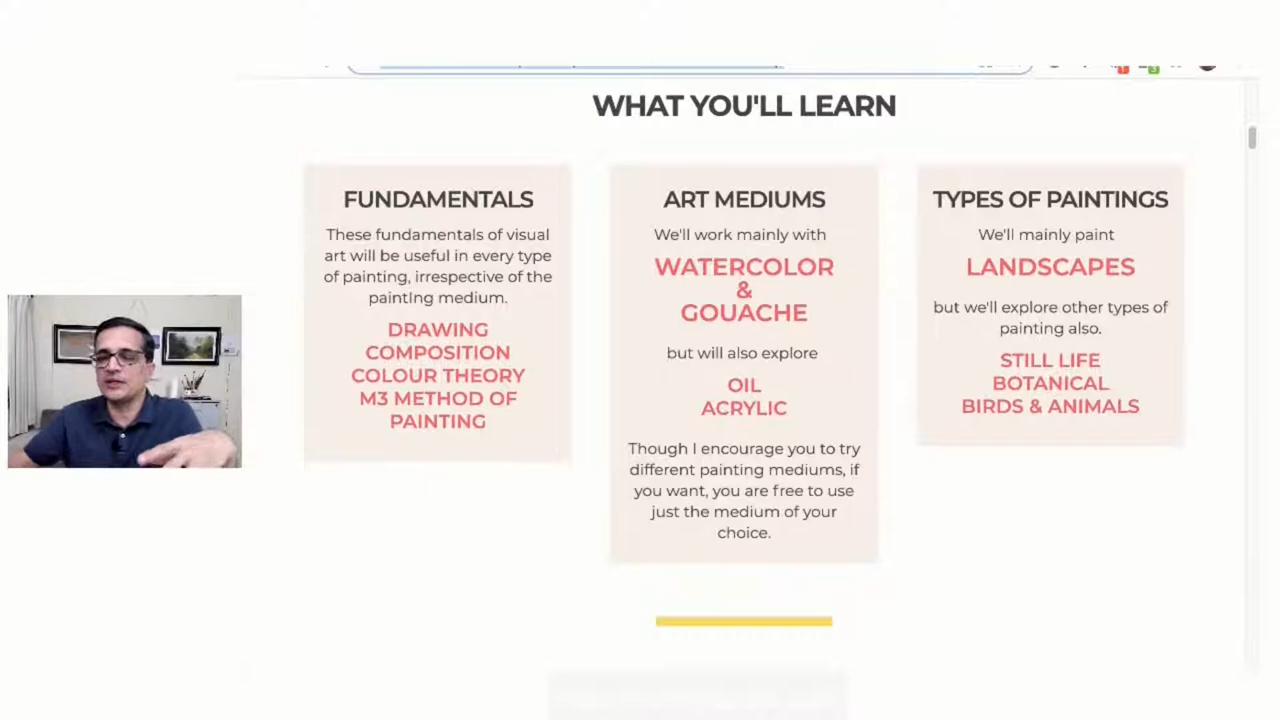 WHAT YOU'LL LEARN
FUNDAMENTALS
These fundamentals of visual
art will be useful in every type
of painting, irrespective of the
painting medium.
DRAWING
COMPOSITION
COLOUR THEORY
M3 METHOD OF
PAINTING
ART MEDIUMS
We'll work mainly with
WATERCOLOR
&
GOUACHE
but will also explore
OIL
ACRYLIC
Though I encourage you to try
different painting mediums, if
you want, you are free to use
just the medium of your
choice.
TYPES OF PAINTINGS
We'll mainly paint
LANDSCAPES
but we'll explore other types of
painting also.
STILL LIFE
BOTANICAL
BIRDS & ANIMALS